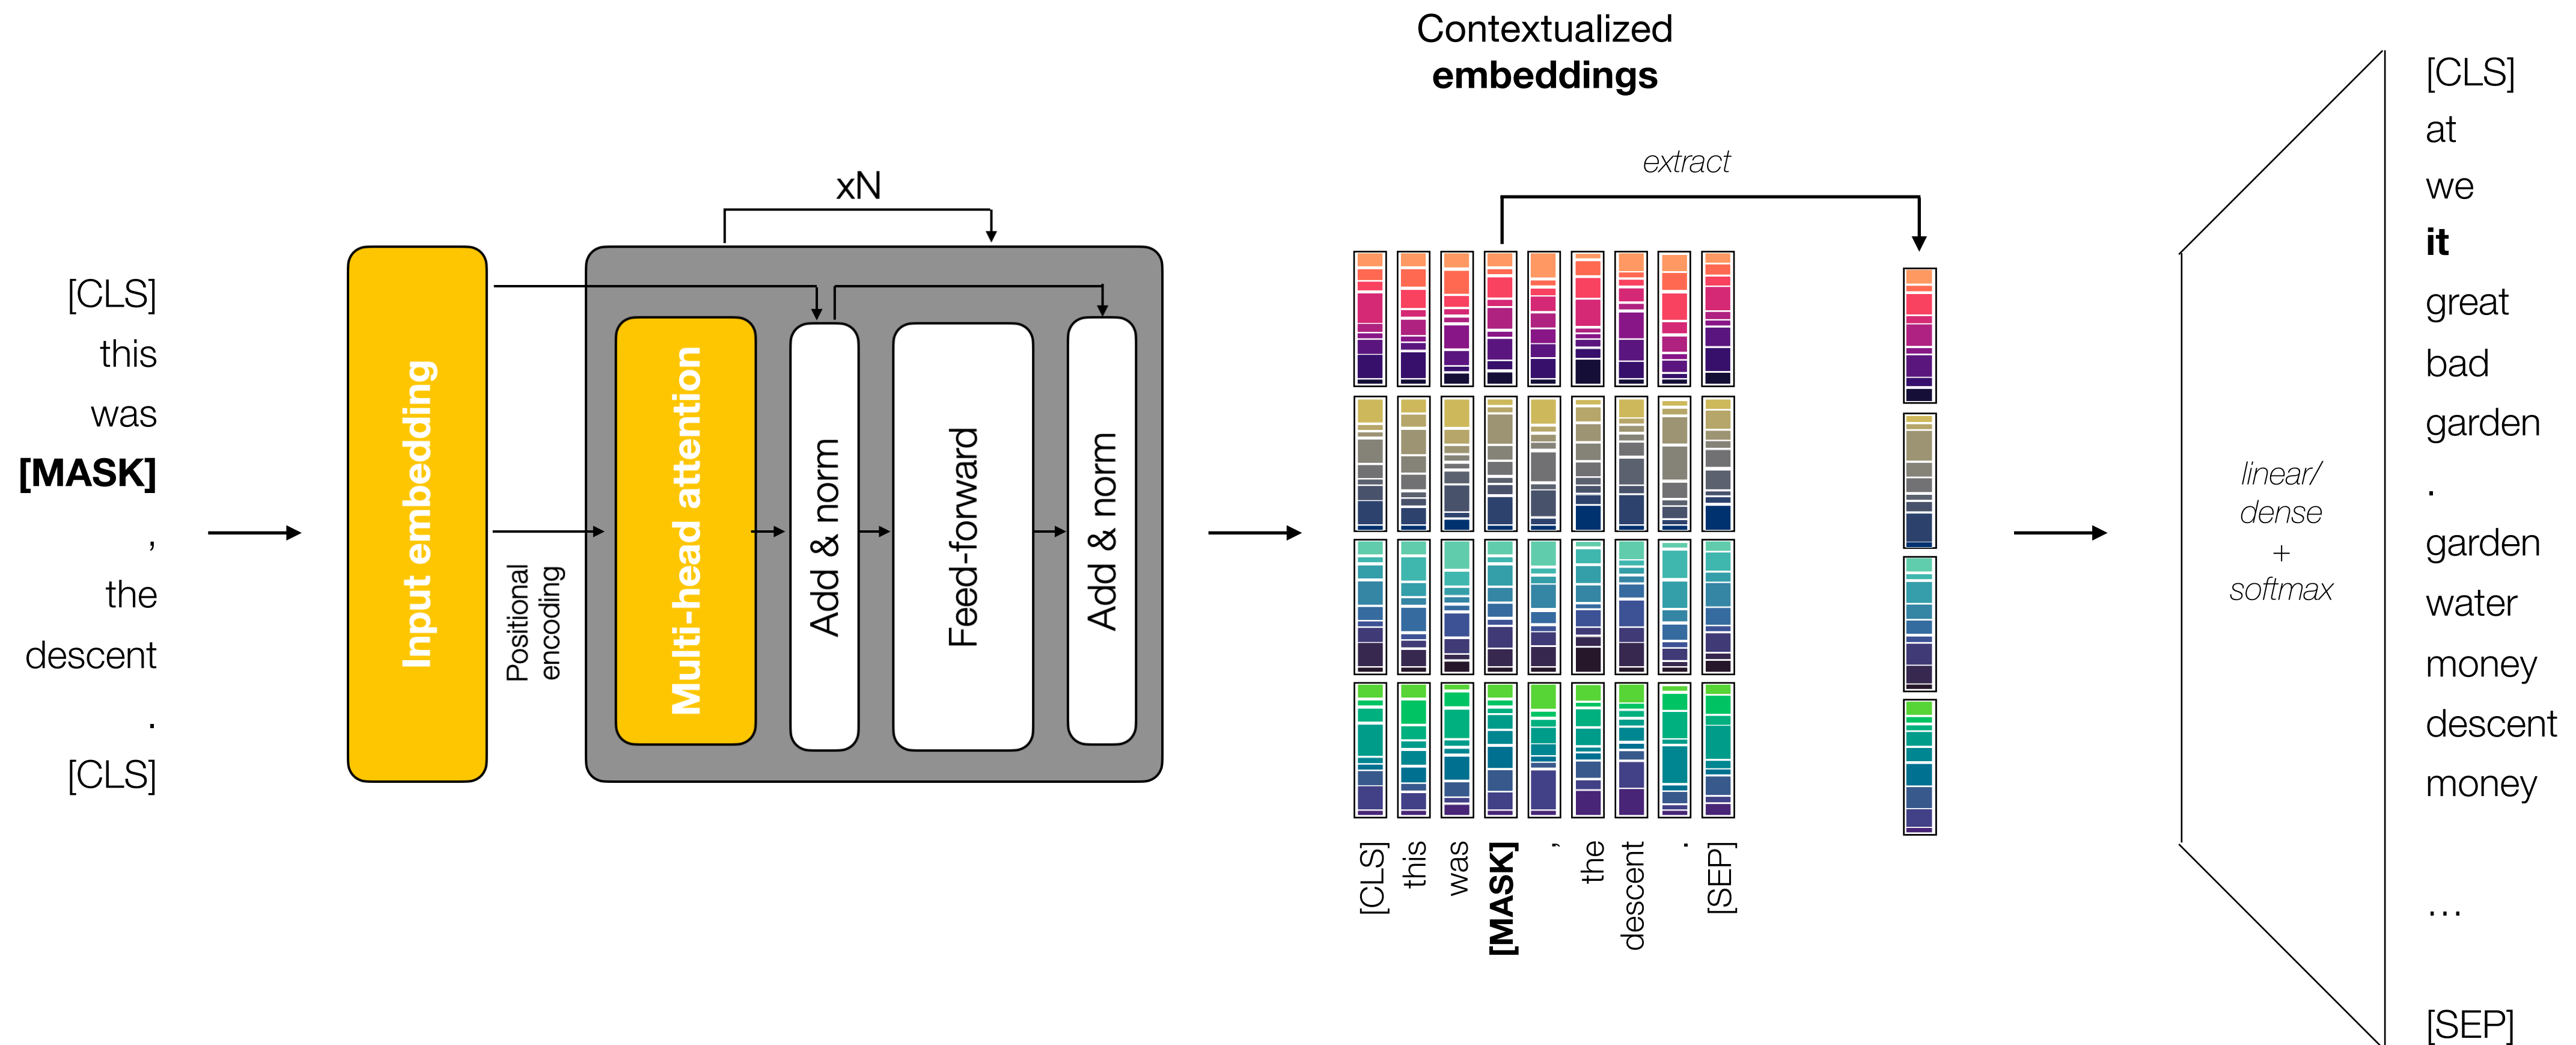 [CLS]
this
was
[MASK]
,
the
descent
.
[CLS]
Input embedding
Positional
encoding
xN
Multi-head attention
Add & norm
Feed-forward
Add & norm
Contextualized
embeddings
extract
[CLS]
this
was
[MASK]
,
the
descent
.
[SEP]
linear/
dense
+
softmax
[CLS]
at
we
it
great
bad
garden
.
garden
water
money
descent
money
...
[SEP]